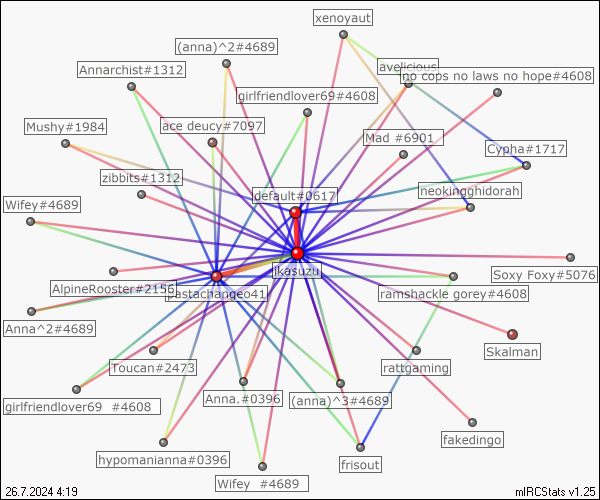 xenoyaut
(anna)^2#4689
Annarchist#1312
avelicious
no cops no laws no hope#4608
girlfriendlover69#4608
Mushy#1984
ace deucy#7097
Mad #6901
Cypha#1717
zibbits#1312
default#0617
neokingghidorah
Wifey#4689
jkasuzu
Soxy Foxy#5076
AlpineRooster#2156
pastachangeo41
ramshackle gorey#4608
Anna^2#4689
Skalman
Toucan#2473
rattgaming
girlfriendlover69 #4608
Anna.#0396
(anna)^3#4689
fakedingo
hypomanianna#0396
frisout
Wifey #4689
26.7.2024 4:19
mIRCStats v1.25